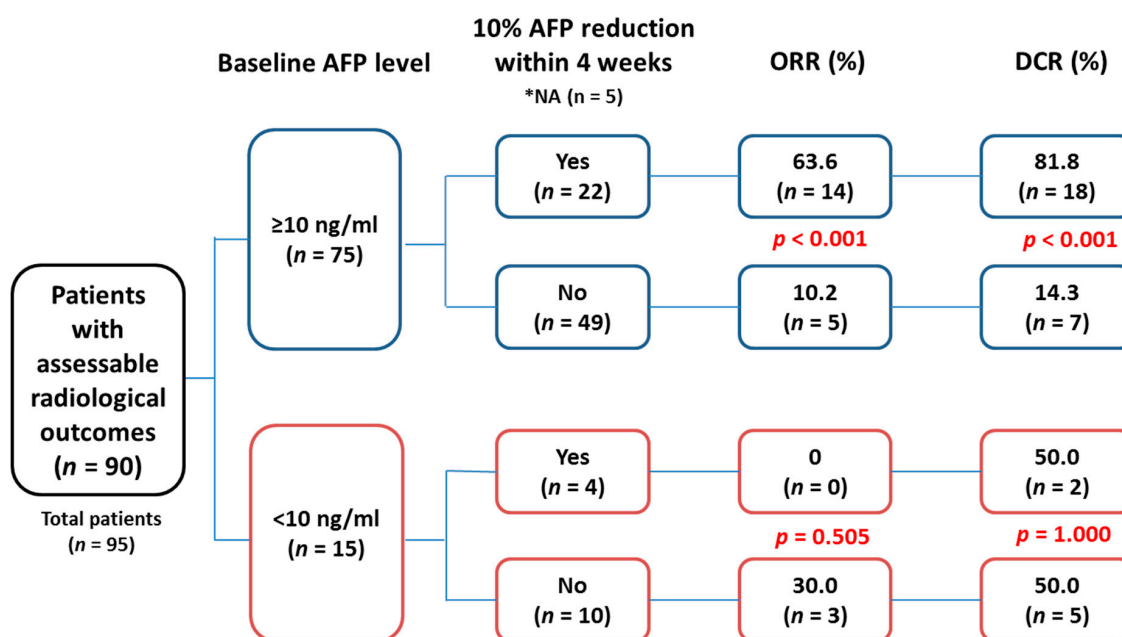 Baseline AFP level
10% AFP reduction
within 4 weeks
*NA (n = 5)
ORR (%)
DCR (%)
Patients
with
assessable
radiological
outcomes
(n = 90)
Total patients
(n = 95)
≥10 ng/ml
(n = 75)
Yes
(n = 22)
63.6
(n = 14)
81.8
(n = 18)
p < 0.001
p < 0.001
No
(n = 49)
10.2
(n = 5)
14.3
(n = 7)
<10 ng/ml
(n = 15)
Yes
(n = 4)
0
(n = 0)
50.0
(n = 2)
p = 0.505
p = 1.000
No
(n = 10)
30.0
(n = 3)
50.0
(n = 5)